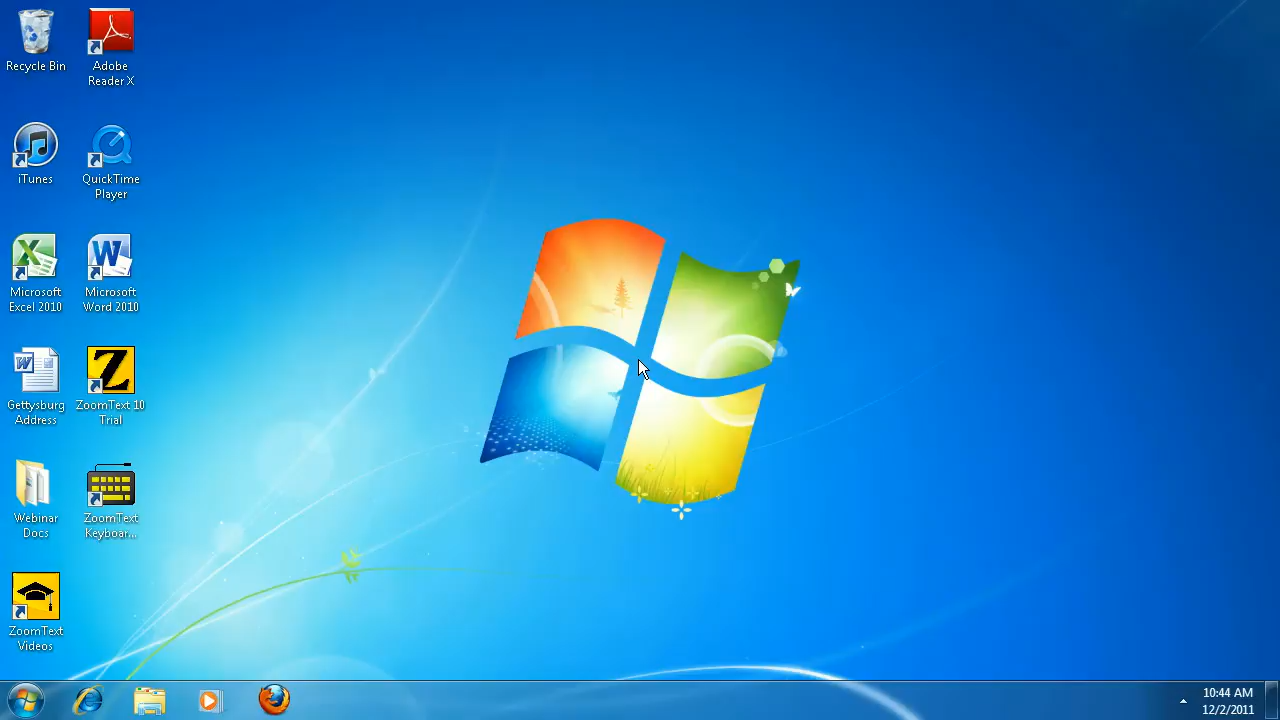 Recycle Bin
Adobe
Reader X
iTunes
QuickTime
Player
Microsoft
Excel 2010
Microsoft
Word 2010
Gettysburg
Address
ZoomText 10
Trial
Webinar
Docs
ZoomText
Keyboar...
ZoomText
Videos
10:44 AM
12/2/2011